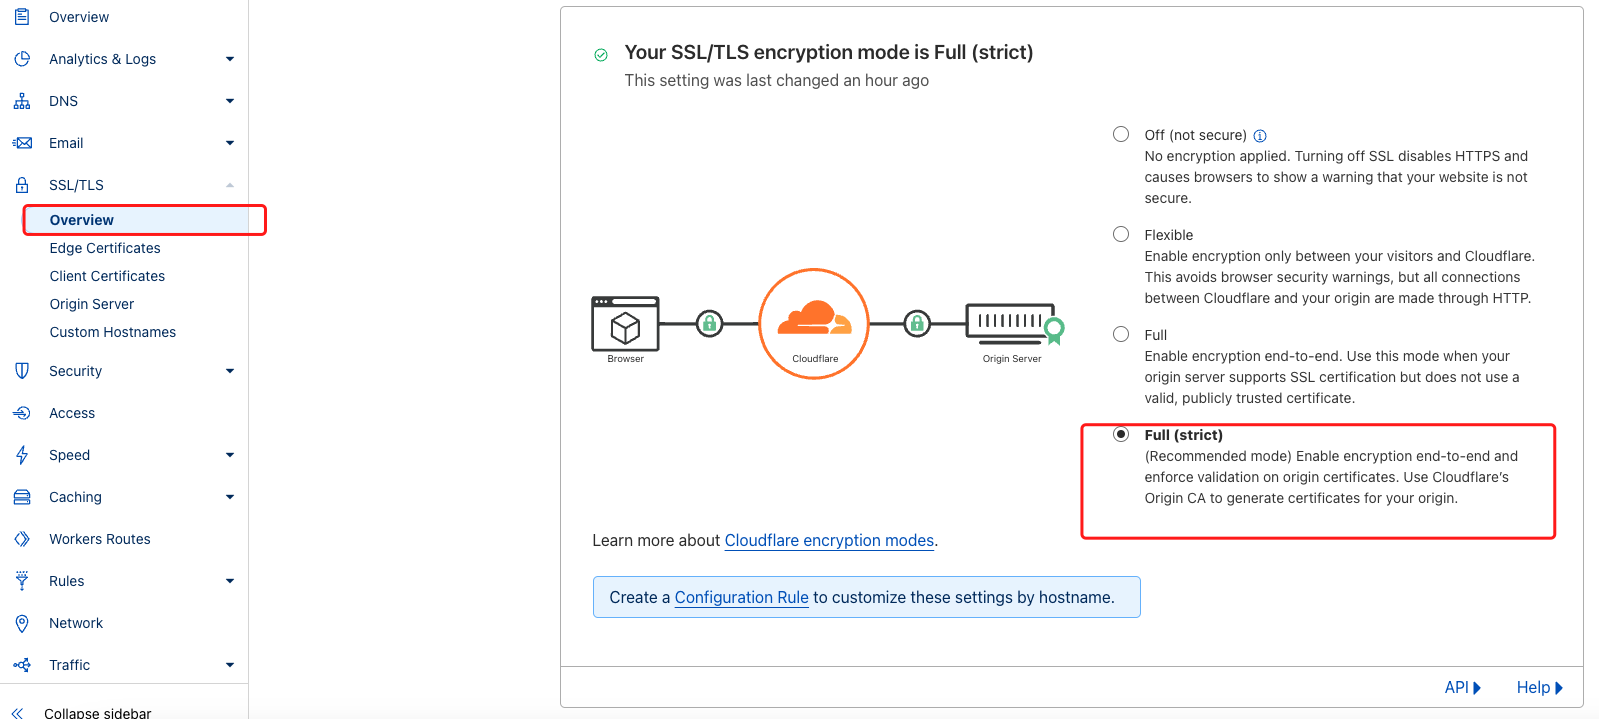 Overview
Analytics & Logs
DNS
Email
SSL/TLS
Overview
Edge Certificates
Client Certificates
Origin Server
Custom Hostnames
Security
Access
Speed
Caching
Workers Routes
Rules
Network
Traffic
Collapse sidebar
Your SSL/TLS encryption mode is Full (strict)
This setting was last changed an hour ago
Browser
Cloudflare
Origin Server
Off (not secure)
No encryption applied. Turning off SSL disables HTTPS and
causes browsers to show a warning that your website is not
secure.
Flexible
Enable encryption only between your visitors and Cloudflare.
This avoids browser security warnings, but all connections
between Cloudflare and your origin are made through HTTP.
Full
Enable encryption end-to-end. Use this mode when your
origin server supports SSL certification but does not use a
valid, publicly trusted certificate.
Full (strict)
(Recommended mode) Enable encryption end-to-end and
enforce validation on origin certificates. Use Cloudflare’s
Origin CA to generate certificates for your origin.
Learn more about Cloudflare encryption modes.
Create a Configuration Rule to customize these settings by hostname.
API
Help